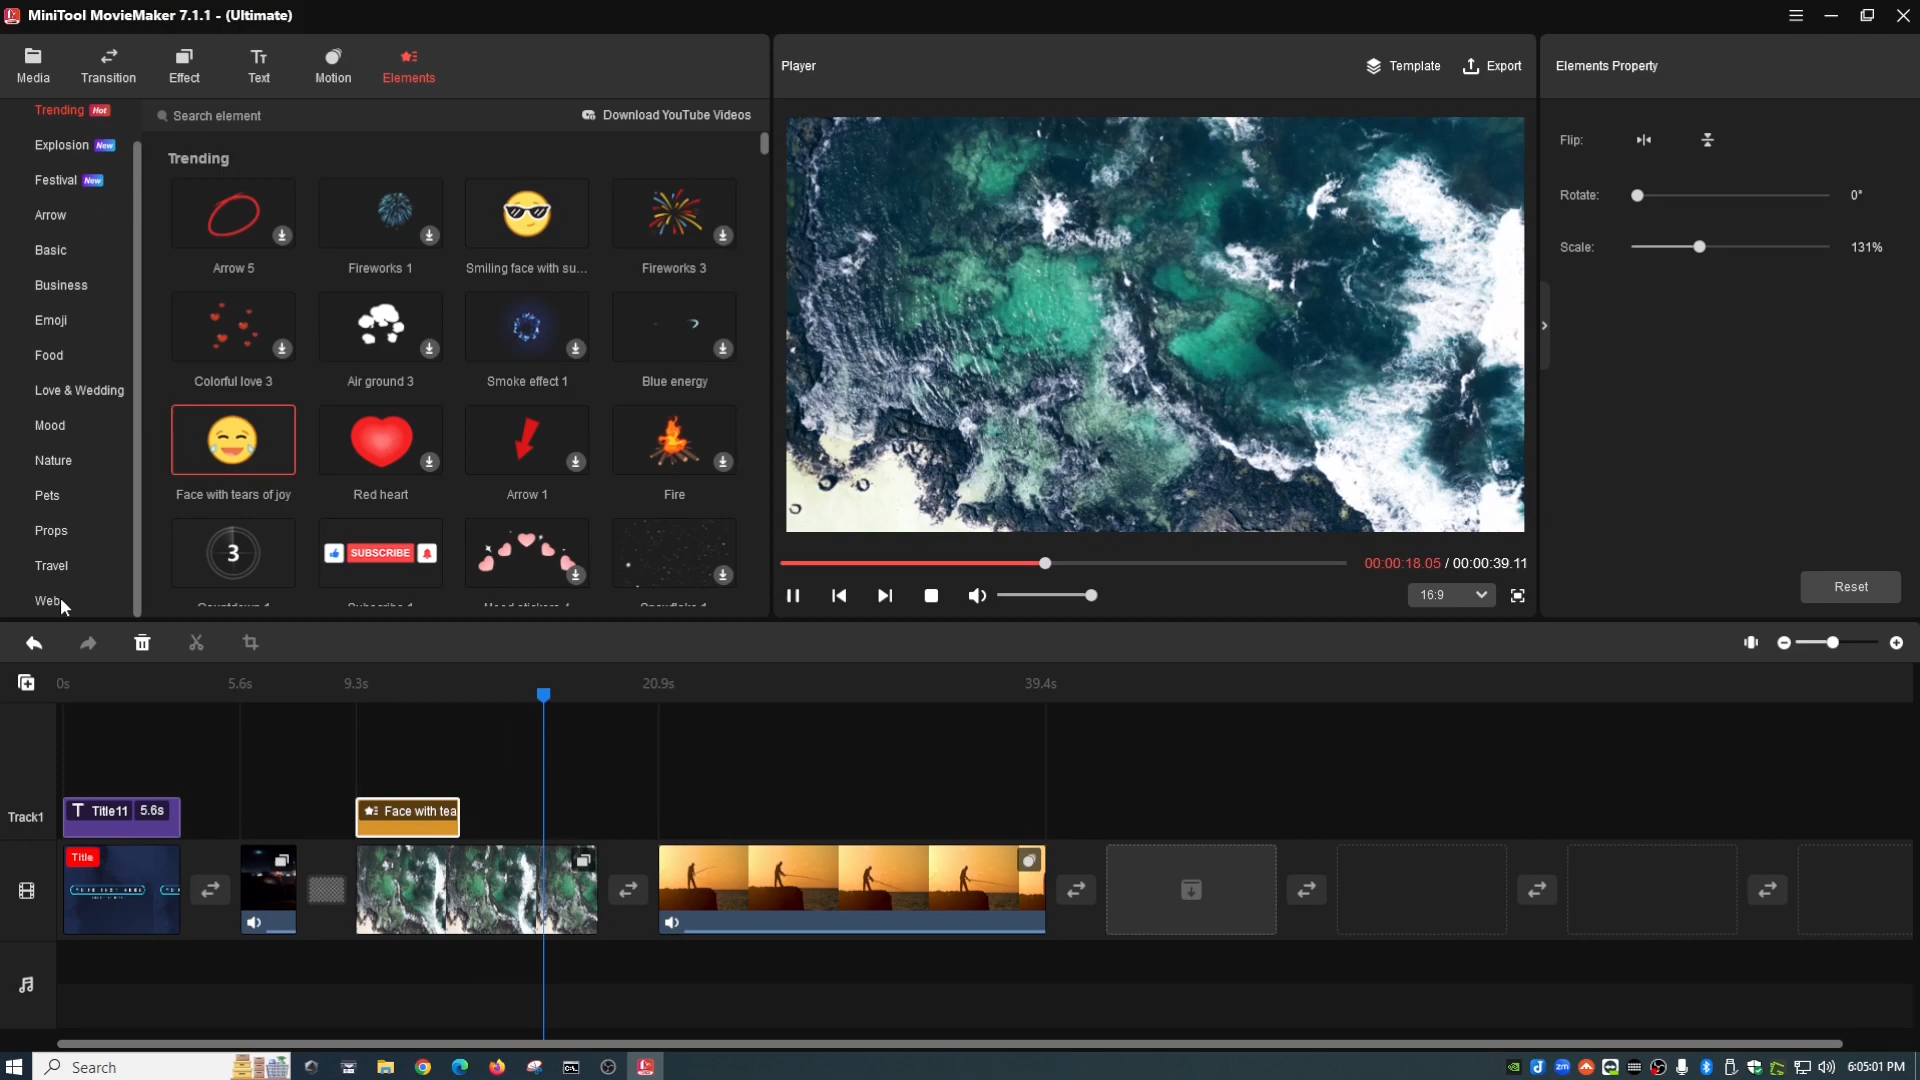 MiniTool MovieMaker 7.1.1 - (Ultimate)
Media
Transition
Effect
Text
Motion
Elements
Player
Template
Export
Elements Property
Trending Hot
Explosion New
Festival New
Arrow
Basic
Business
Emoji
Food
Love & Wedding
Mood
Nature
Pets
Props
Travel
Web
Search element
Download YouTube Videos
Trending
Arrow 5
Fireworks 1
Smiling face with su...
Fireworks 3
Colorful love 3
Air ground 3
Smoke effect 1
Blue energy
Face with tears of joy
Red heart
Arrow 1
Fire
3
SUBSCRIBE
Flip:
Rotate:
0°
Scale:
131%
Reset
00:00:18.05 / 00:00:39.11
16:9
0s
5.6s
9.3s
20.9s
39.4s
Track1
Title11 5.6s
Face with tea
Title
Search
6:05:01 PM